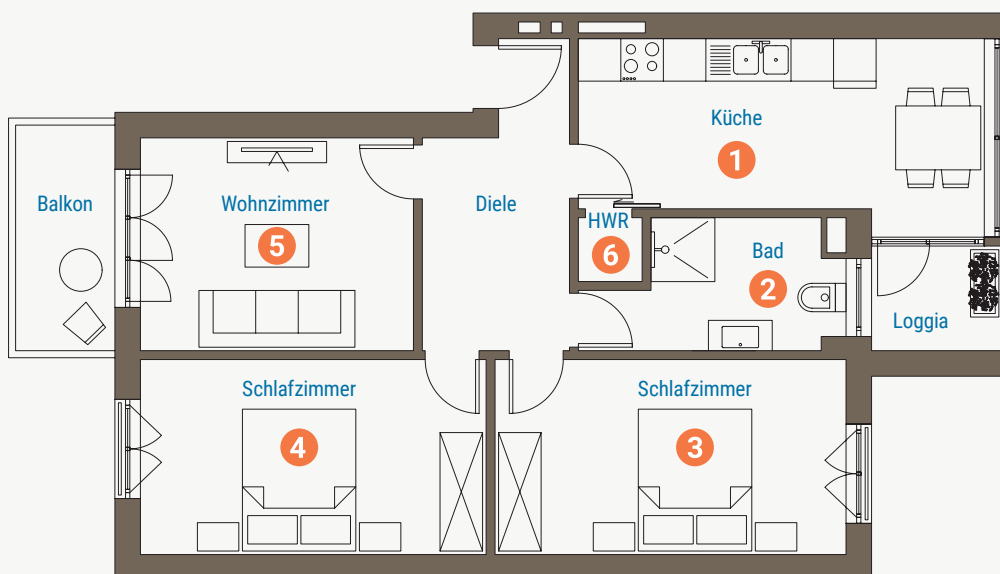 Küche
1
Balkon
Wohnzimmer
Diele
HWR
5
6
Bad
2
Loggia
Schlafzimmer
Schlafzimmer
4
3